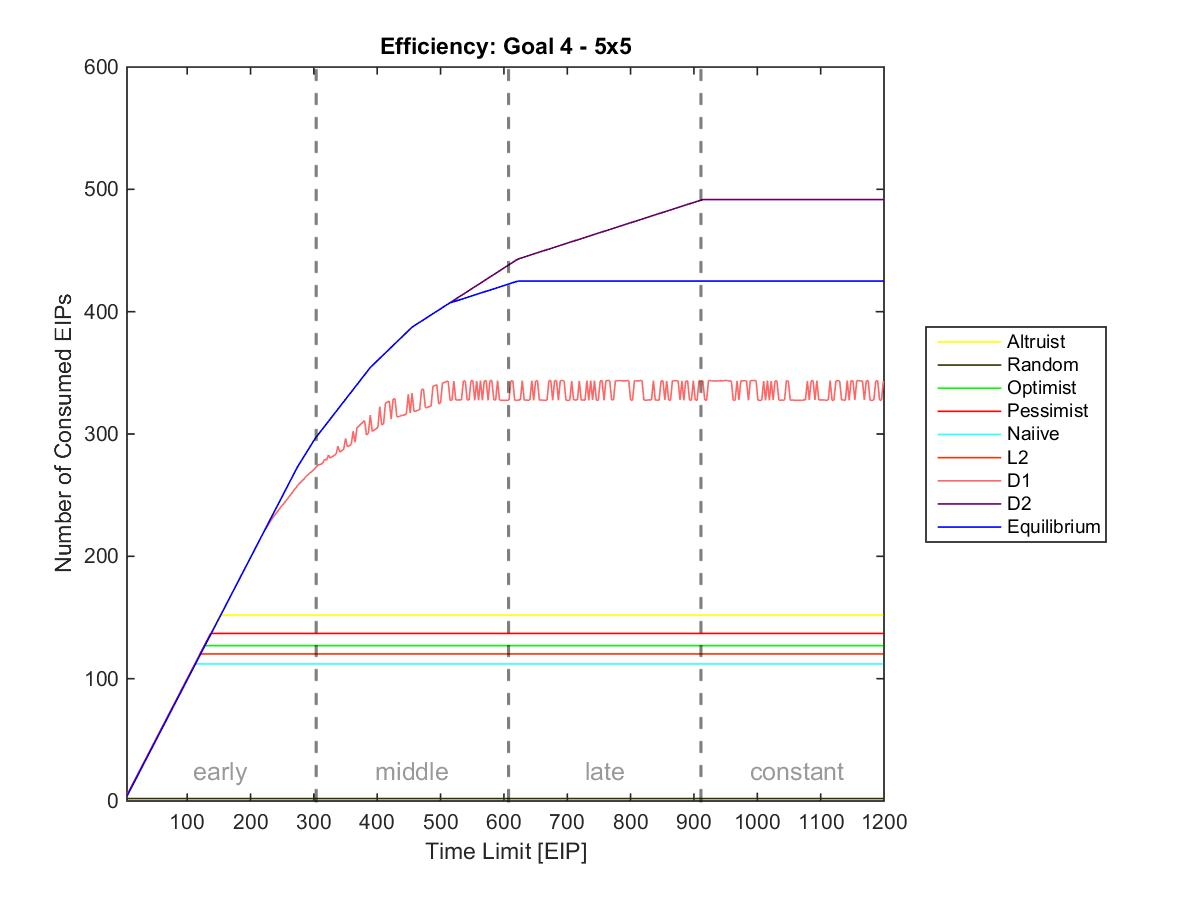 Efficiency: Goal 4 - 5x5
600
500
400
300
200
100
0
Number of Consumed EIPs
early middle late constant
100 200 300 400 500 600 700 800 900 1000 1100 1200
Time Limit [EIP]
Altruist
Random
Optimist
Pessimist
Naiive
L2
D1
D2
Equilibrium